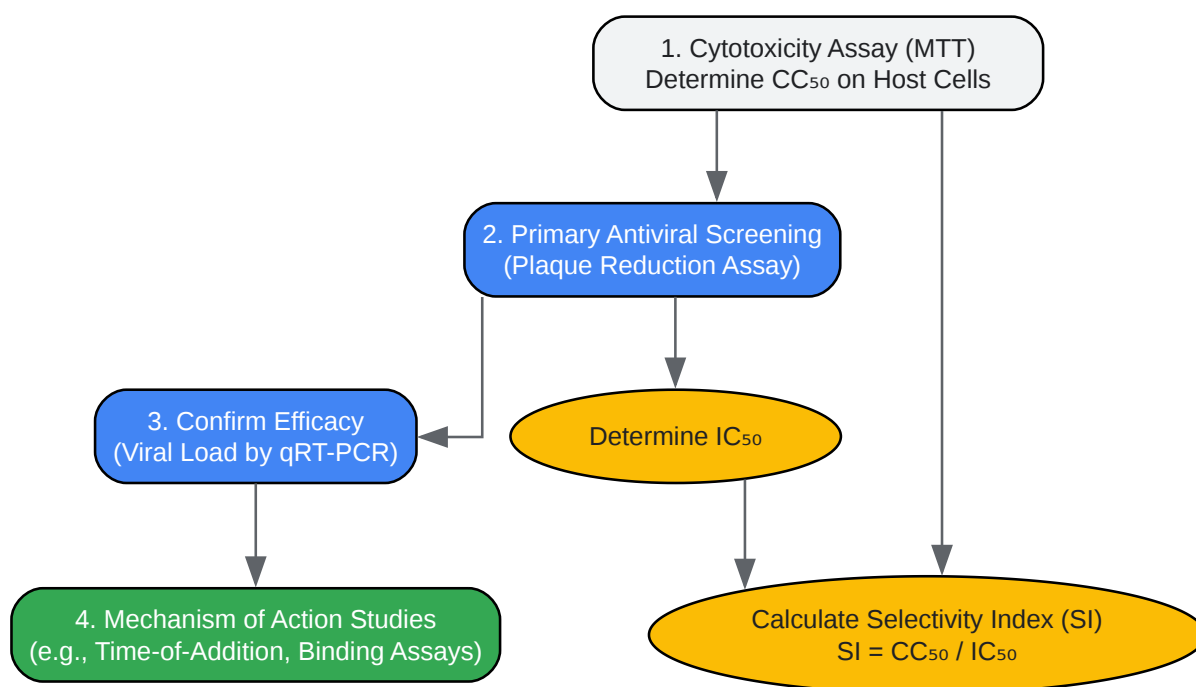 1. Cytotoxicity Assay (MTT)
Determine CC₅₀ on Host Cells
2. Primary Antiviral Screening
(Plaque Reduction Assay)
3. Confirm Efficacy
(Viral Load by qRT-PCR)
Determine IC₅₀
4. Mechanism of Action Studies
(e.g., Time-of-Addition, Binding Assays)
Calculate Selectivity Index (SI)
SI = CC₅₀ / IC₅₀